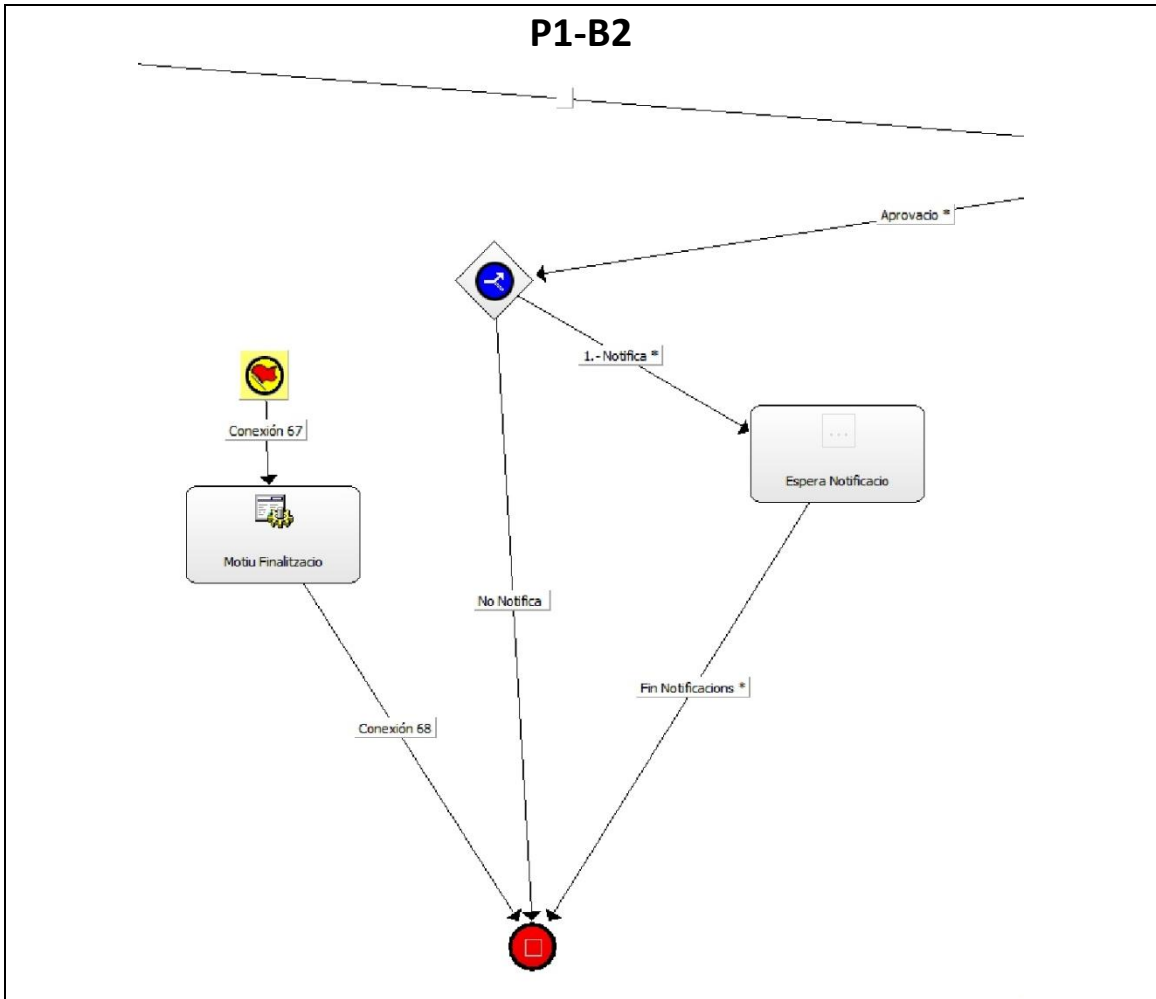 P1-B2
Aprovacio *
1.- Notifica *
Conexión 67
Espera Notificacio
Motiu Finalitzacio
No Notifica
Fin Notificacions *
Conexión 68